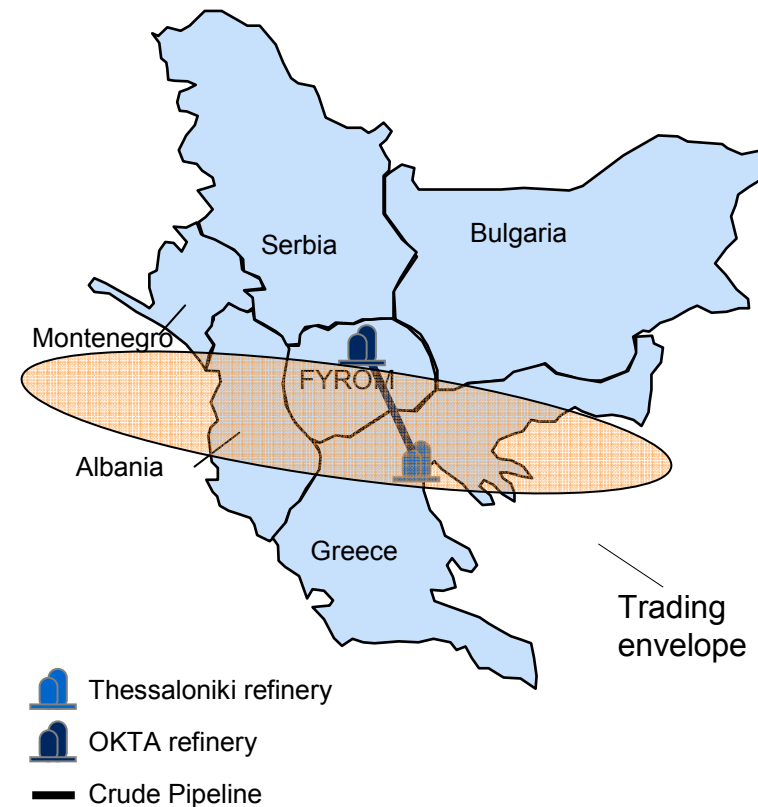 Serbia
Bulgaria
Montenegro
FYROM
Albania
Greece
Trading
envelope
Thessaloniki refinery
OKTA refinery
Crude Pipeline